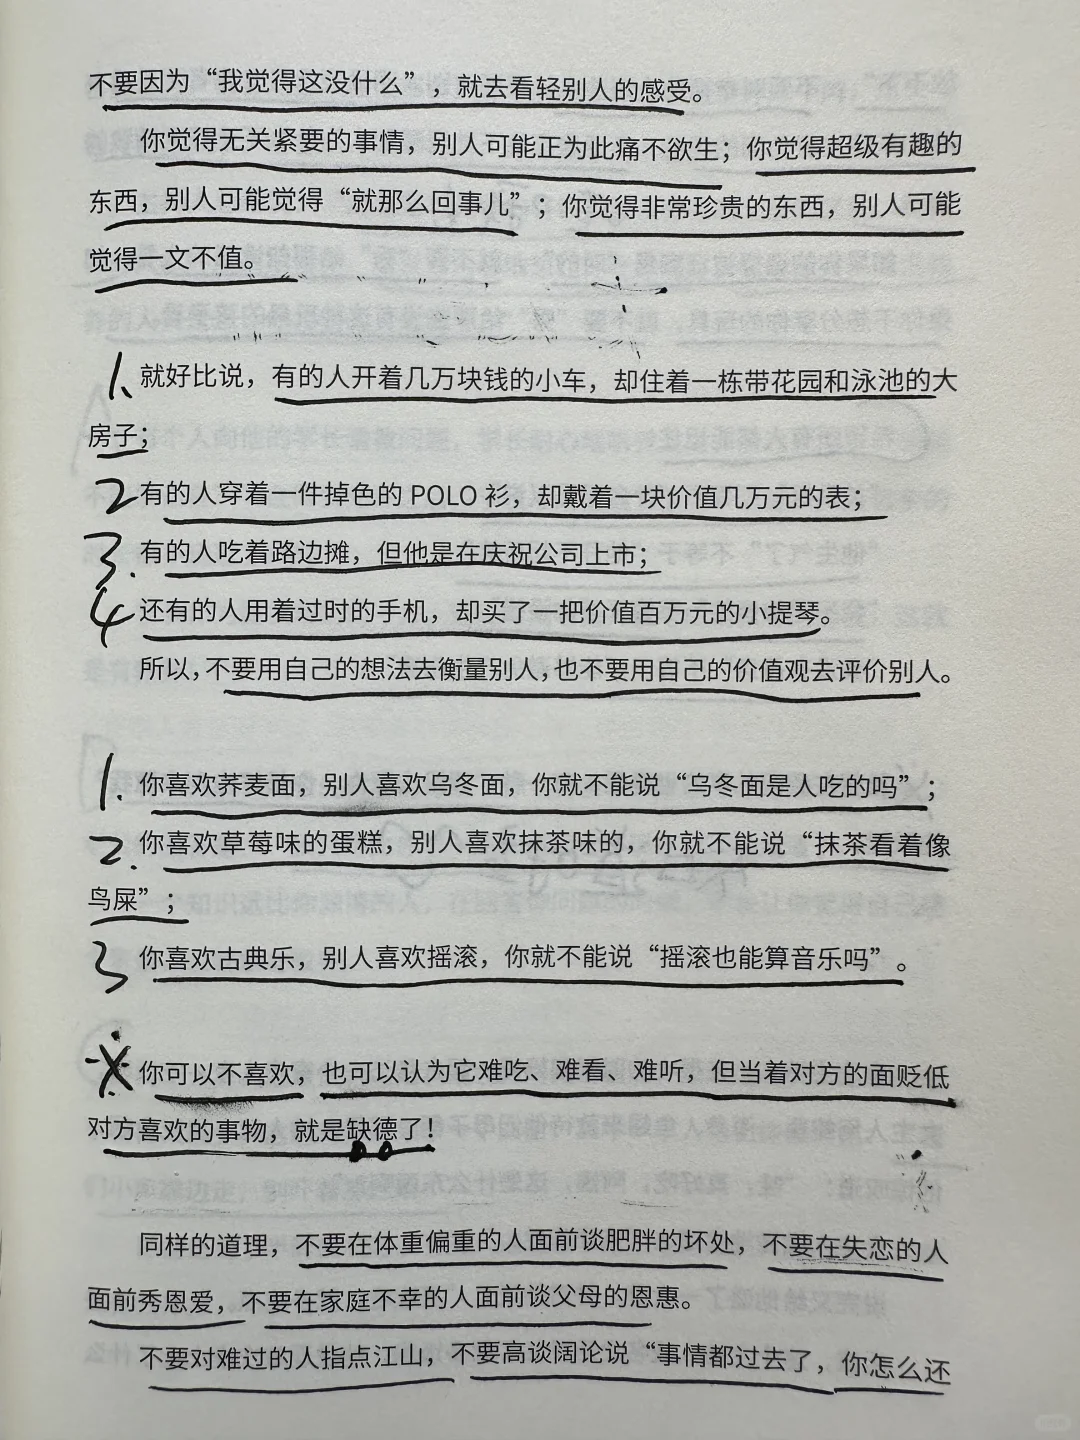 不要因为“我觉得这没什么”，就去看轻别人的感受。
你觉得无关紧要的事情，别人可能正为此痛不欲生；你觉得超级有趣的
东西，别人可能觉得“就那么回事儿”；你觉得非常珍贵的东西，别人可能
觉得一文不值。
1、就好比说，有的人开着几万块钱的小车，却住着一栋带花园和泳池的大
房子；
2 有的人穿着一件掉色的 POLO 衫，却戴着一块价值几万元的表；
3. 有的人吃着路边摊，但他是在庆祝公司上市；
4 还有的人用着过时的手机，却买了一把价值百万元的小提琴。
所以，不要用自己的想法去衡量别人，也不要用自己的价值观去评价别人。
1. 你喜欢荞麦面，别人喜欢乌冬面，你就不能说“乌冬面是人吃的吗”；
2. 你喜欢草莓味的蛋糕，别人喜欢抹茶味的，你就不能说“抹茶看着像
鸟屎”；
3 你喜欢古典乐，别人喜欢摇滚，你就不能说“摇滚也能算音乐吗”。
※ 你可以不喜欢，也可以认为它难吃、难看、难听，但当着对方的面贬低
对方喜欢的事物，就是缺德了！
同样的道理，不要在体重偏重的人面前谈肥胖的坏处，不要在失恋的人
面前秀恩爱，不要在家庭不幸的人面前谈父母的恩惠。
不要对难过的人指点江山，不要高谈阔论说“事情都过去了，你怎么还